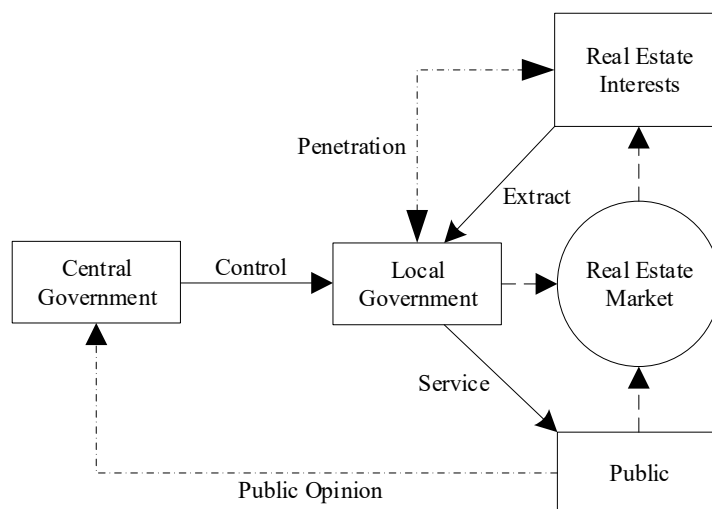 Real Estate
Interests
Penetration
Extract
Central
Government
Control
Local
Government
Real Estate
Market
Service
Public
Public Opinion